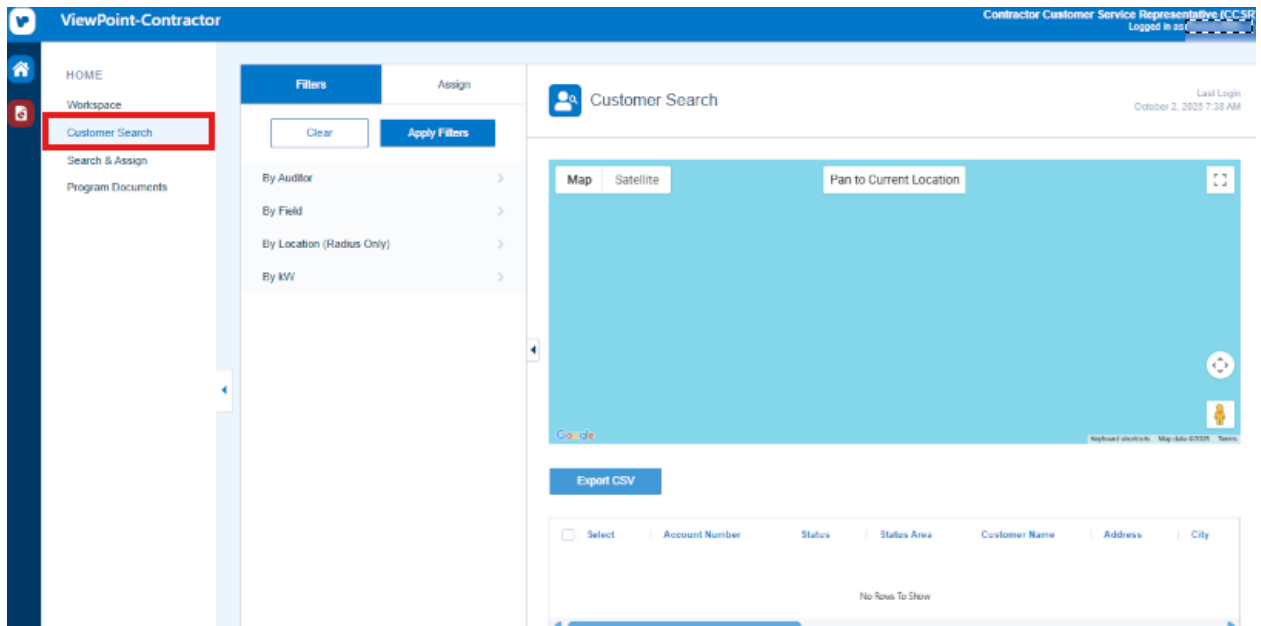 ViewPoint-Contractor
Contractor Customer Service Representative (CCSR
Logged in as
HOME
Workspace
Customer Search
Search & Assign
Program Documents
Filters
Assign
Clear
Apply Filters
By Auditor
By Field
By Location (Radius Only)
By kW
Customer Search
Last Login
October 2, 2025 7:38 AM
Map
Satellite
Pan to Current Location
Google
Keyboard shortcuts
Map data ©2025
Terms
Export CSV
Select
Account Number
Status
Status Area
Customer Name
Address
City
No Rows To Show